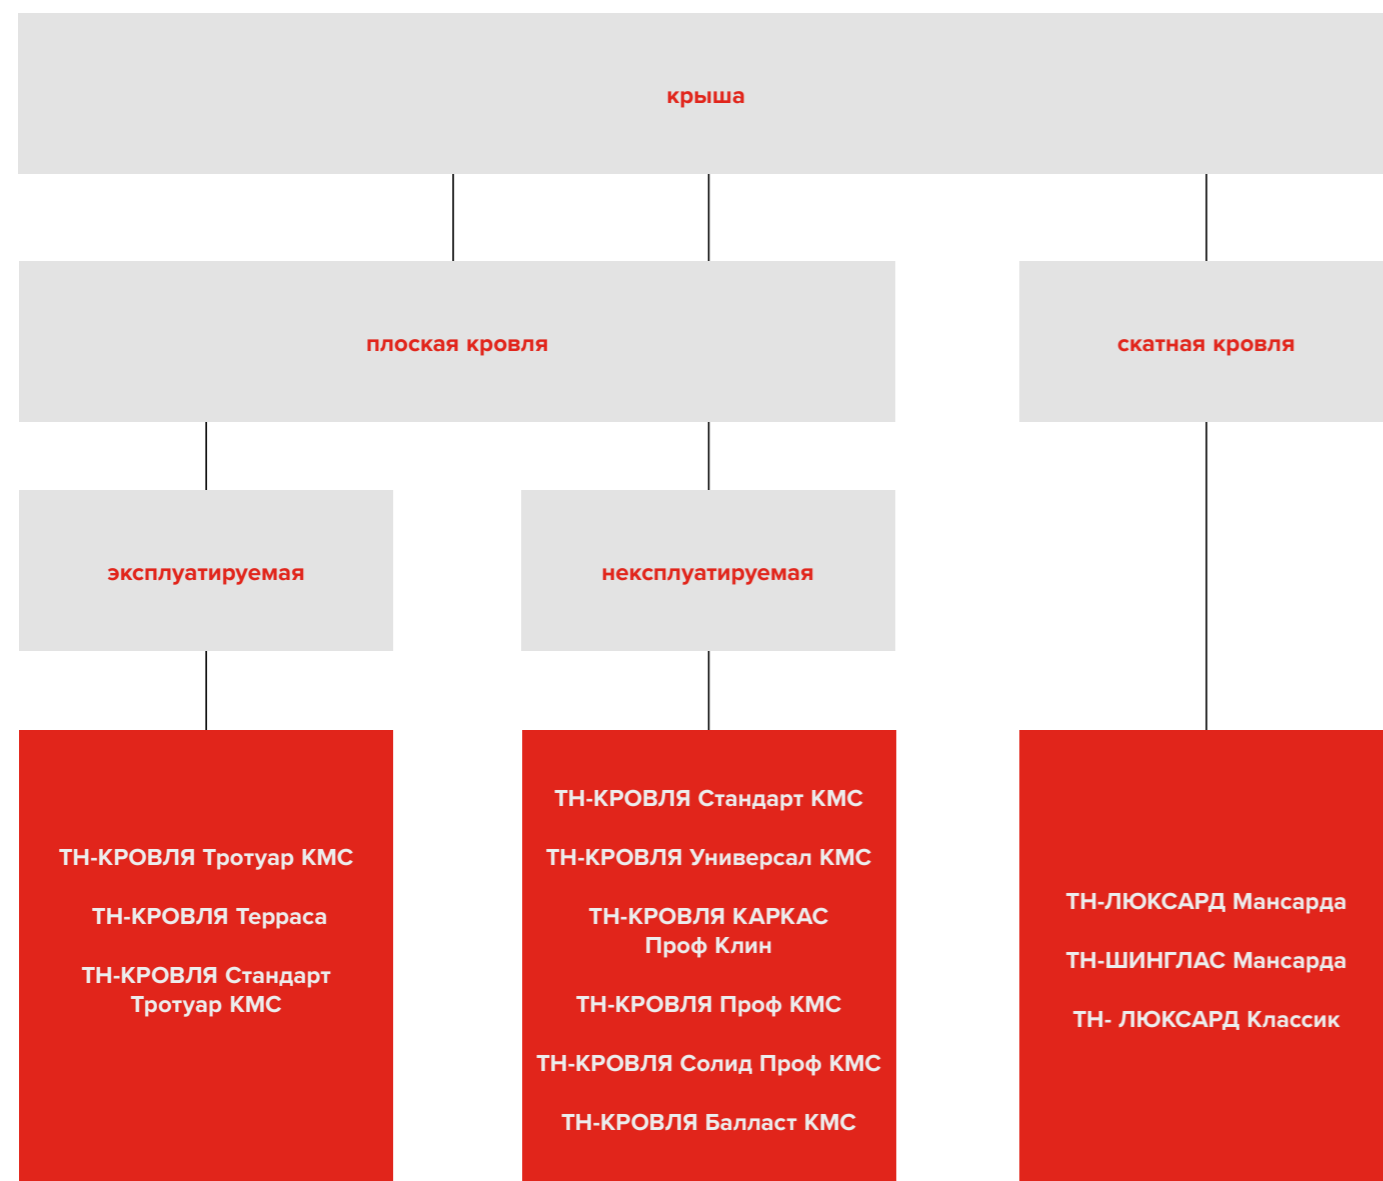 крыша
плоская кровля
скатная кровля
эксплуатируемая
нексплуатируемая
ТН-КРОВЛЯ Тротуар КМС
ТН-КРОВЛЯ Терраса
ТН-КРОВЛЯ Стандарт
Тротуар КМС
ТН-КРОВЛЯ Стандарт КМС
ТН-КРОВЛЯ Универсал КМС
ТН-КРОВЛЯ КАРКАС
Проф Клин
ТН-КРОВЛЯ Проф КМС
ТН-КРОВЛЯ Солид Проф КМС
ТН-КРОВЛЯ Балласт КМС
ТН-ЛЮКСАРД Мансарда
ТН-ШИНГЛАС Мансарда
ТН- ЛЮКСАРД Классик